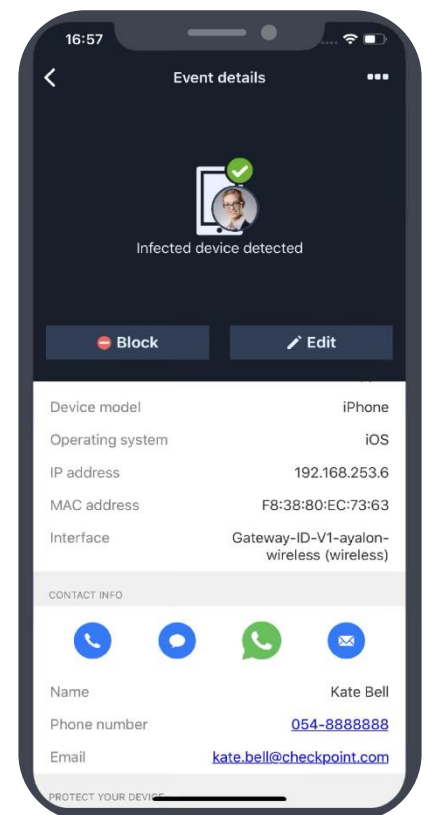 16:57
Event details
Infected device detected
Block
Edit
Device model iPhone
Operating system iOS
IP address 192.168.253.6
MAC address F8:38:80:EC:73:63
Interface Gateway-ID-V1-ayalon-
wireless (wireless)
CONTACT INFO
Name Kate Bell
Phone number 054-8888888
Email kate.bell@checkpoint.com
PROTECT YOUR DEVICE